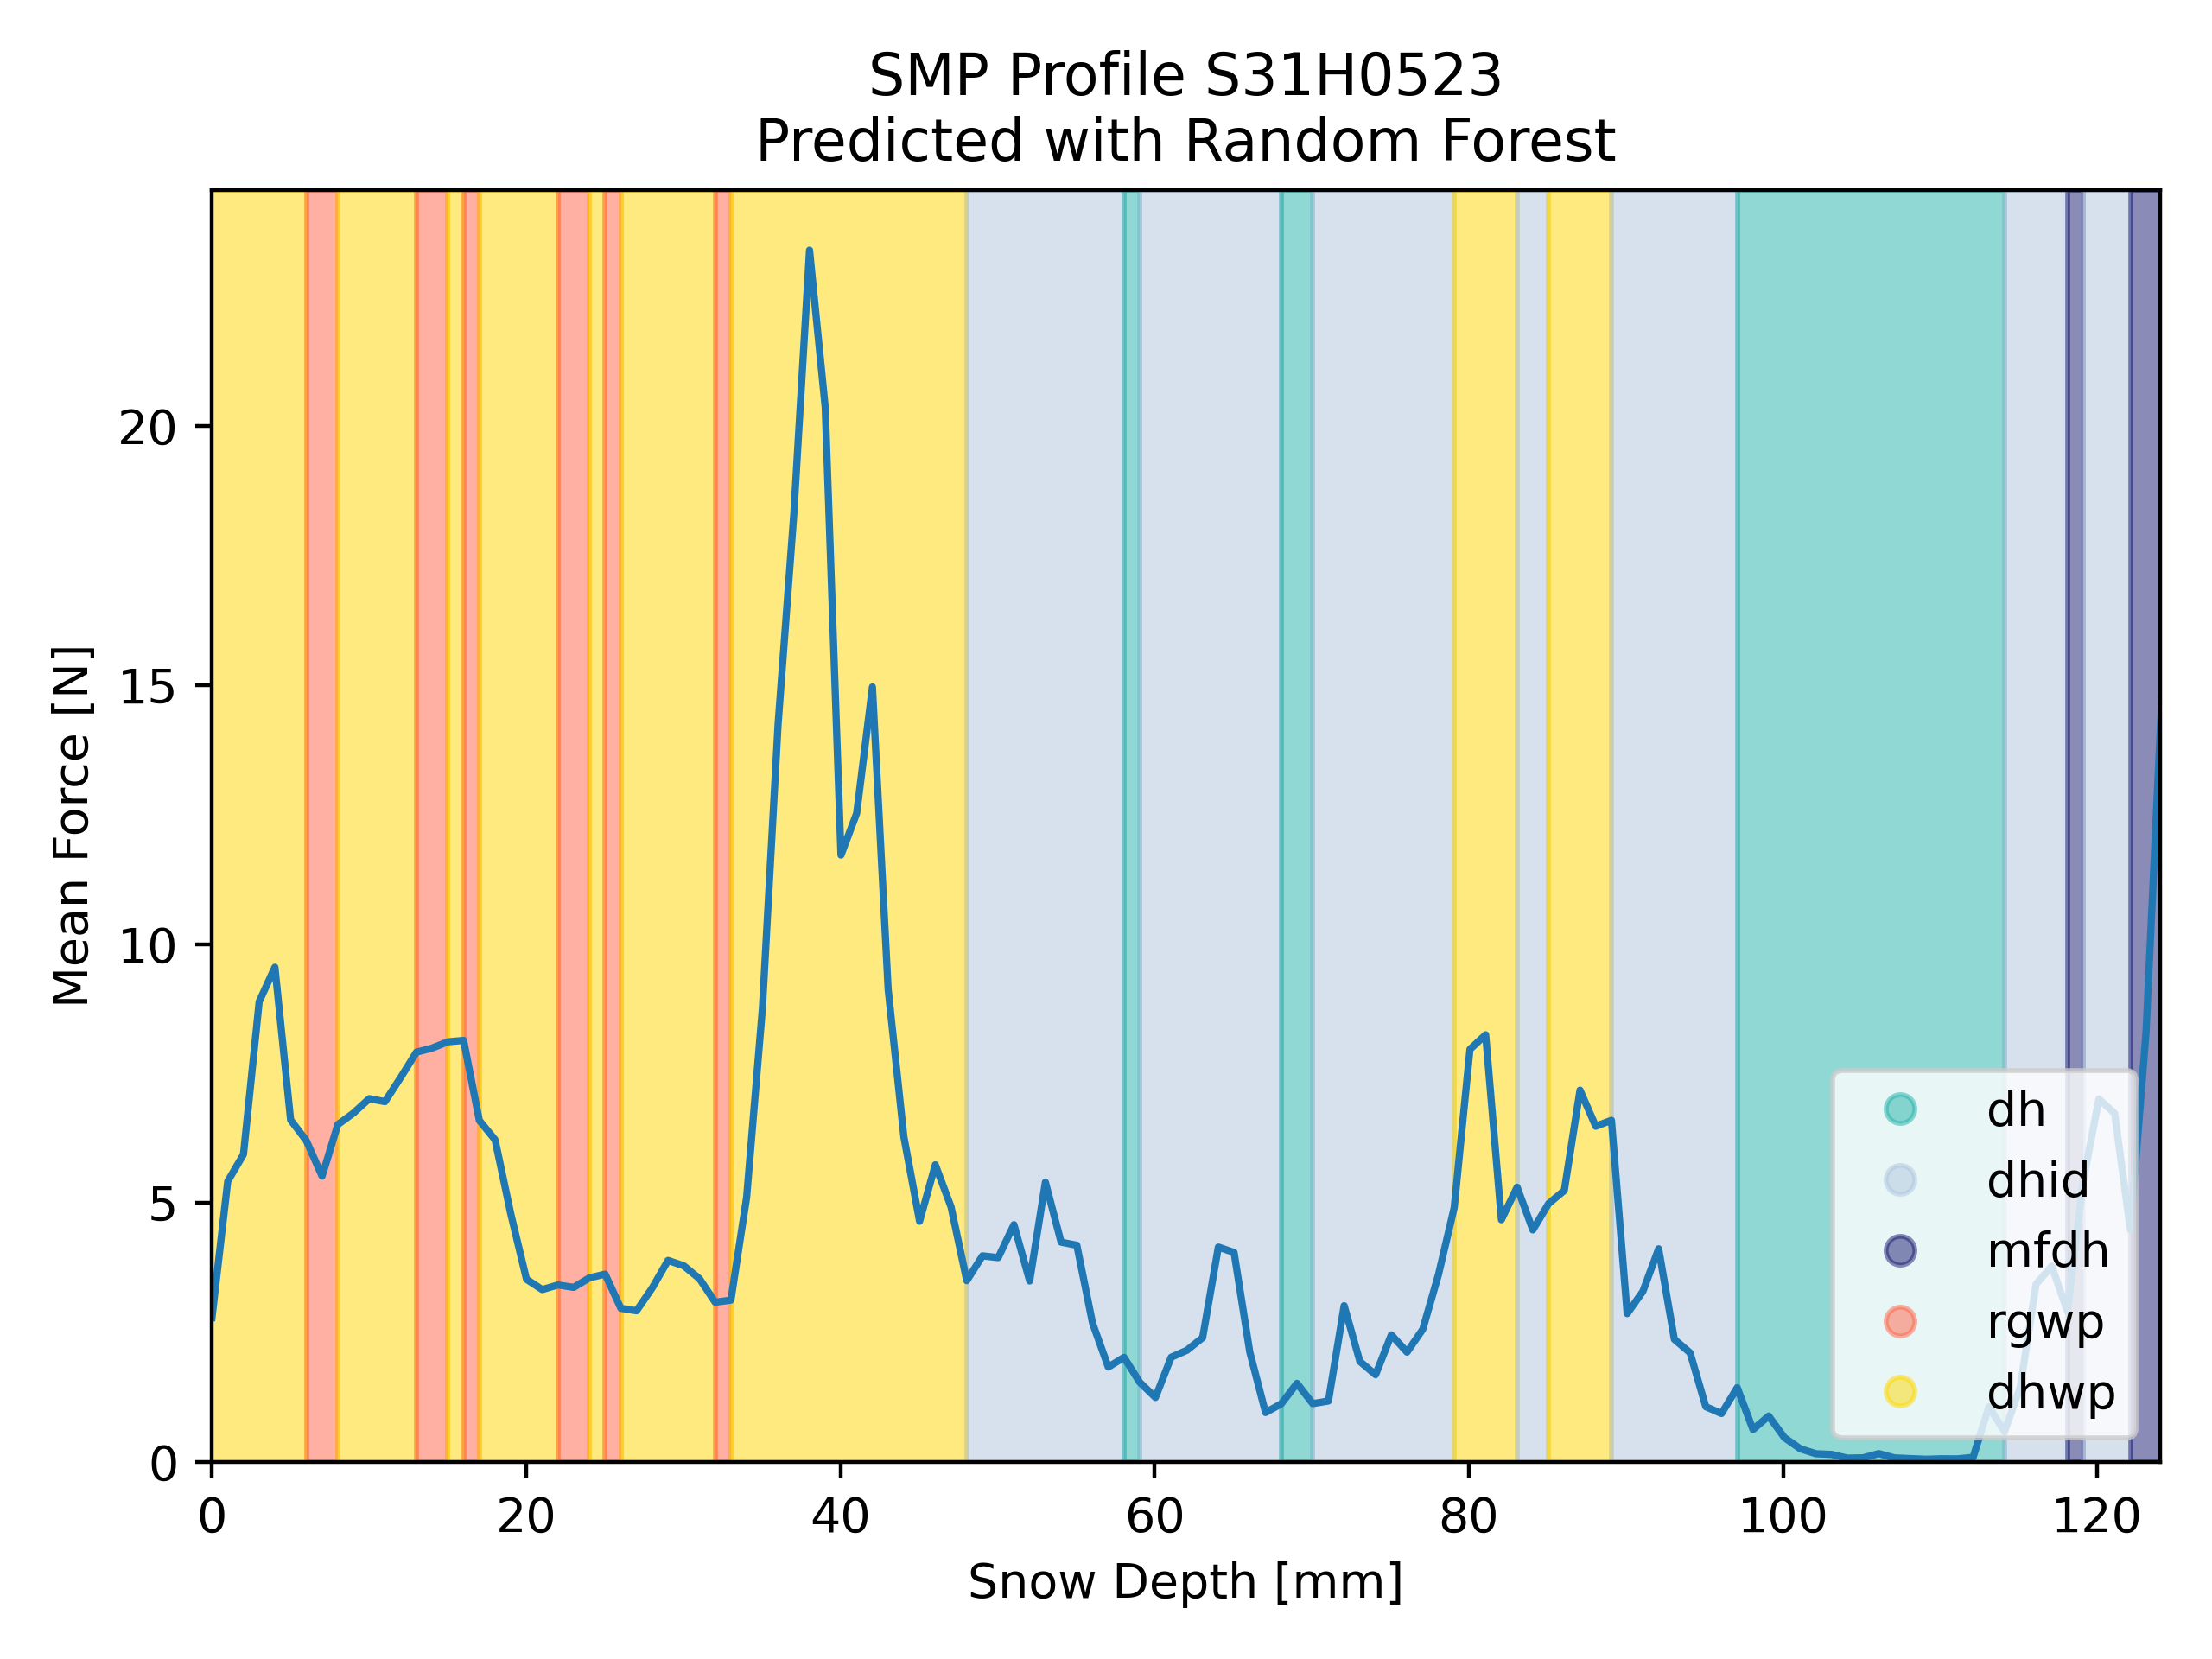 SMP Profile S31H0523
Predicted with Random Forest
Mean Force [N]
20
15
10
5
0
0 20 40 60 80 100 120
Snow Depth [mm]
dh
dhid
mfdh
rgwp
dhwp